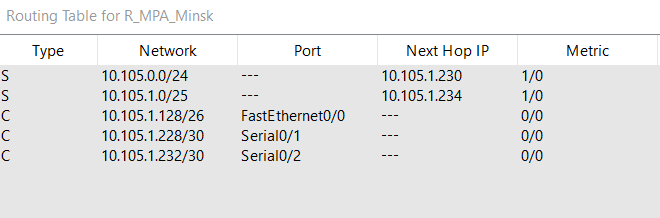 Routing Table for R_MPA_Minsk
Type Network Port Next Hop IP Metric
S 10.105.0.0/24 --- 10.105.1.230 1/0
S 10.105.1.0/25 --- 10.105.1.234 1/0
C 10.105.1.128/26 FastEthernet0/0 --- 0/0
C 10.105.1.228/30 Serial0/1 --- 0/0
C 10.105.1.232/30 Serial0/2 --- 0/0